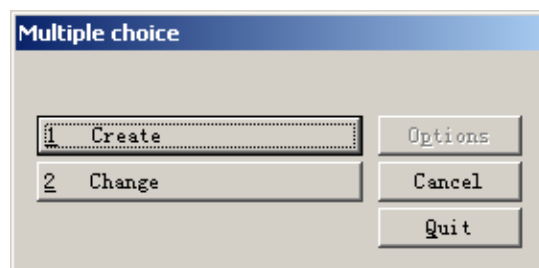 Multiple choice
1 Create
Options
2 Change
Cancel
Quit